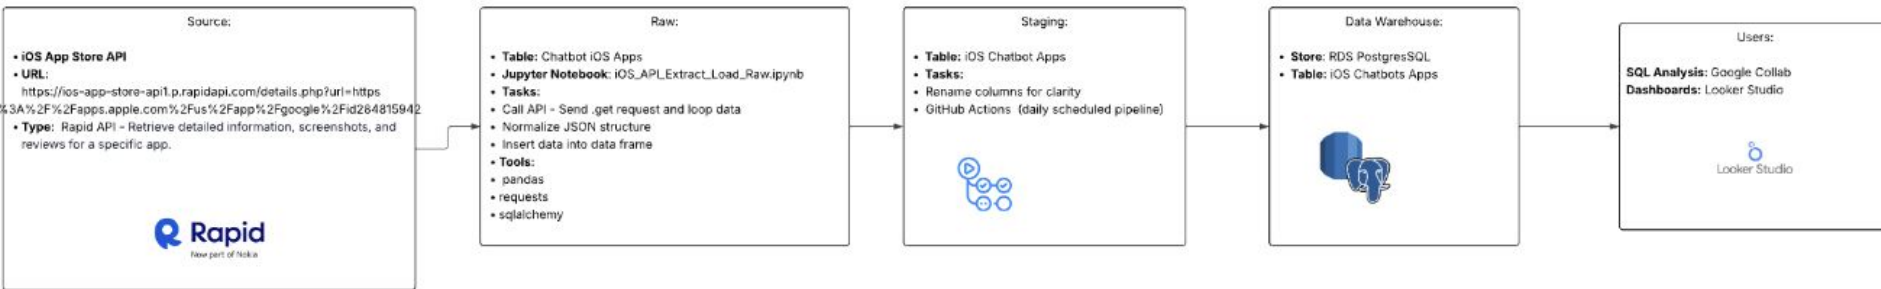 Source:
• iOS App Store API
• URL:
https://ios-app-store-api1.p.rapidapi.com/details.php?url=https
%3A%2F%2Fapps.apple.com%2Fus%2Fapp%2Fgoogle%2Fid284815942
• Type: Rapid API - Retrieve detailed information, screenshots, and
reviews for a specific app.
Rapid
Now part of Nokia
Raw:
• Table: Chatbot iOS Apps
• Jupyter Notebook: iOS_API_Extract_Load_Raw.ipynb
• Tasks:
• Call API - Send .get request and loop data
• Normalize JSON structure
• Insert data into data frame
• Tools:
• pandas
• requests
• sqlalchemy
Staging:
• Table: iOS Chatbot Apps
• Tasks:
• Rename columns for clarity
• GitHub Actions (daily scheduled pipeline)
Data Warehouse:
• Store: RDS PostgresSQL
• Table: iOS Chatbots Apps
Users:
SQL Analysis: Google Collab
Dashboards: Looker Studio
Looker Studio